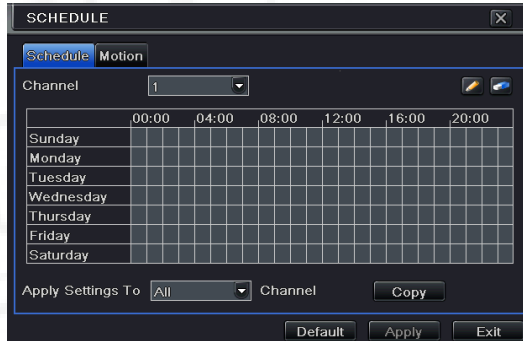 SCHEDULE
Schedule Motion
Channel 1
00:00 04:00 08:00 12:00 16:00 20:00
Sunday
Monday
Tuesday
Wednesday
Thursday
Friday
Saturday
Apply Settings To All Channel Copy
Default Apply Exit